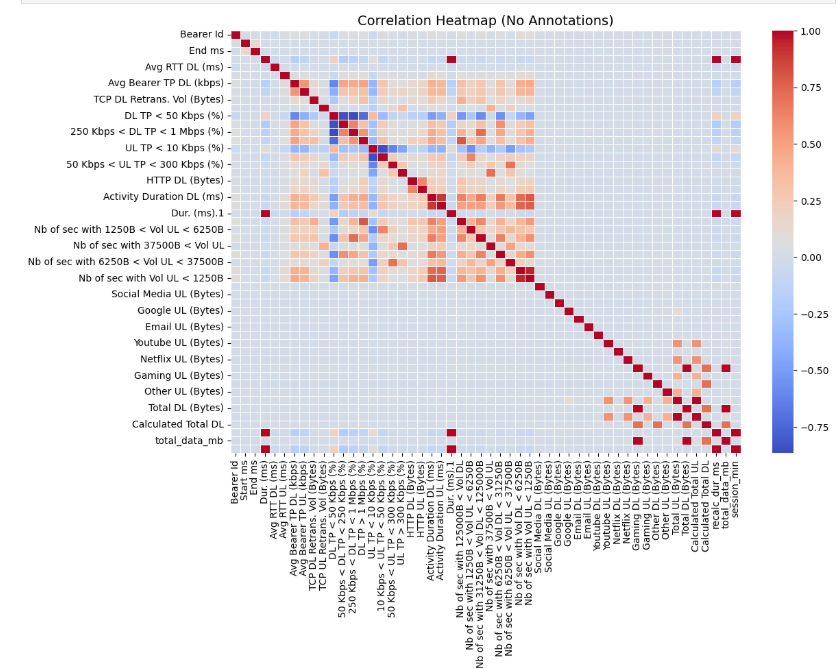 Correlation Heatmap (No Annotations)
Bearer Id
End ms
Avg RTT DL (ms)
Avg Bearer TP DL (kbps)
TCP DL Retrans. Vol (Bytes)
DL TP < 50 Kbps (%)
250 Kbps < DL TP < 1 Mbps (%)
UL TP < 10 Kbps (%)
50 Kbps < UL TP < 300 Kbps (%)
HTTP DL (Bytes)
Activity Duration DL (ms)
Dur. (ms).1
Nb of sec with 1250B < Vol UL < 6250B
Nb of sec with 37500B < Vol UL
Nb of sec with 6250B < Vol UL < 37500B
Nb of sec with Vol UL < 1250B
Social Media UL (Bytes)
Google UL (Bytes)
Email UL (Bytes)
Youtube UL (Bytes)
Netflix UL (Bytes)
Gaming UL (Bytes)
Other UL (Bytes)
Total DL (Bytes)
Calculated Total DL
total_data_mb
1.00
0.75
0.50
0.25
0.00
−0.25
−0.50
−0.75
Bearer Id
Start ms
End ms
Dur. (ms)
Avg RTT DL (ms)
Avg RTT UL (ms)
Avg Bearer TP DL (kbps)
Avg Bearer TP UL (kbps)
TCP DL Retrans. Vol (Bytes)
TCP UL Retrans. Vol (Bytes)
DL TP < 50 Kbps (%)
50 Kbps < DL TP < 250 Kbps (%)
250 Kbps < DL TP < 1 Mbps (%)
DL TP > 1 Mbps (%)
UL TP < 10 Kbps (%)
10 Kbps < UL TP < 50 Kbps (%)
50 Kbps < UL TP < 300 Kbps (%)
UL TP > 300 Kbps (%)
HTTP DL (Bytes)
HTTP UL (Bytes)
Activity Duration DL (ms)
Activity Duration UL (ms)
Dur. (ms).1
Nb of sec with 125000B < Vol DL
Nb of sec with 1250B < Vol UL < 6250B
Nb of sec with 31250B < Vol DL < 125000B
Nb of sec with 37500B < Vol UL
Nb of sec with 6250B < Vol DL < 31250B
Nb of sec with 6250B < Vol UL < 37500B
Nb of sec with Vol DL < 6250B
Nb of sec with Vol UL < 1250B
Social Media DL (Bytes)
Social Media UL (Bytes)
Google DL (Bytes)
Google UL (Bytes)
Email DL (Bytes)
Email UL (Bytes)
Youtube DL (Bytes)
Youtube UL (Bytes)
Netflix DL (Bytes)
Netflix UL (Bytes)
Gaming DL (Bytes)
Gaming UL (Bytes)
Other DL (Bytes)
Other UL (Bytes)
Total UL (Bytes)
Total DL (Bytes)
Calculated Total UL
Calculated Total DL
recalc_dur_ms
total_data_mb
session_min